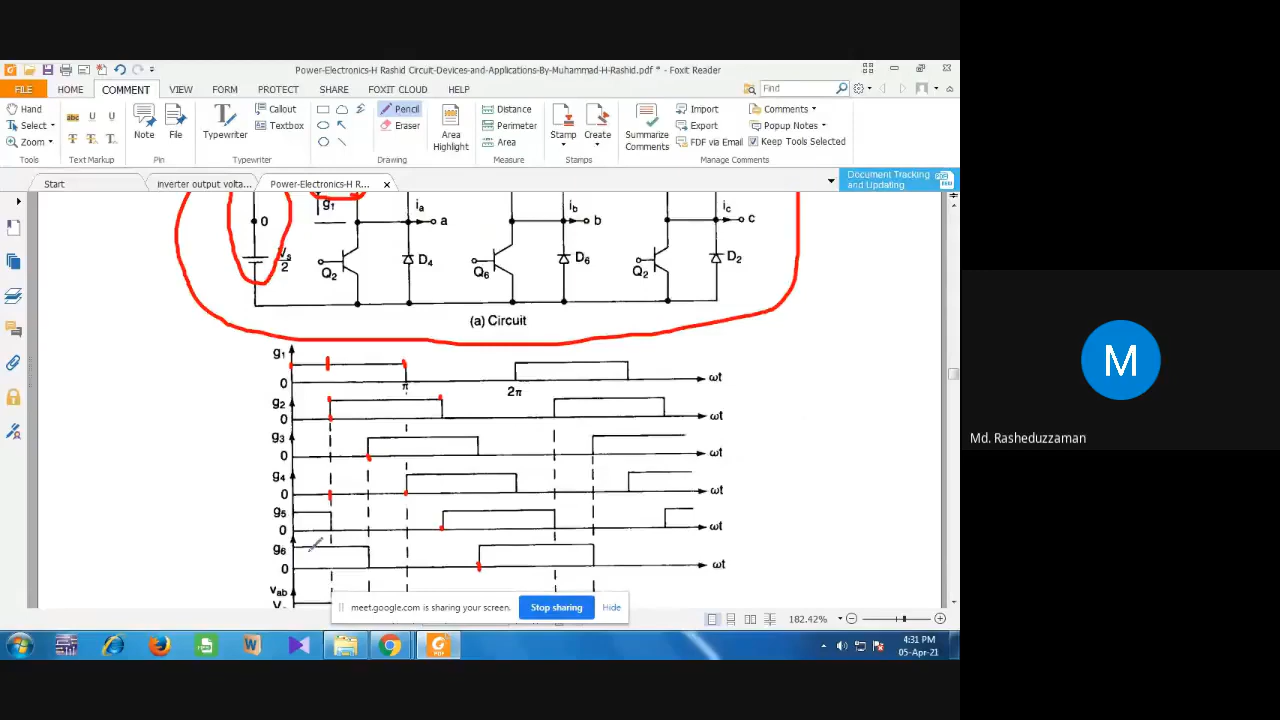 Power-Electronics-H Rashid Circuit-Devices-and-Applications-By-Muhammad-H-Rashid.pdf * - Foxit Reader
FILE HOME COMMENT VIEW FORM PROTECT SHARE FOXIT CLOUD HELP
Find
Hand
Select
Zoom
Tools
Text Markup
Note
File
Pin
Typewriter
Callout
Textbox
Typewriter
Pencil
Eraser
Drawing
Area Highlight
Distance
Perimeter
Area
Measure
Stamp
Create
Stamps
Summarize Comments
Import
Export
FDF via Email
Comments
Popup Notes
Keep Tools Selected
Manage Comments
Start
inverter output volta...
Power-Electronics-H R...
Document Tracking and Updating
g1
0
Vs
2
ia
a
ib
b
ic
c
Q2
D4
Q6
D6
Q2
D2
(a) Circuit
g1
0
π
2π
ωt
g2
0
ωt
g3
0
ωt
g4
0
ωt
g5
0
ωt
g6
0
ωt
vab
meet.google.com is sharing your screen.
Stop sharing
Hide
182.42%
4:31 PM
05-Apr-21
M
Md. Rasheduzzaman